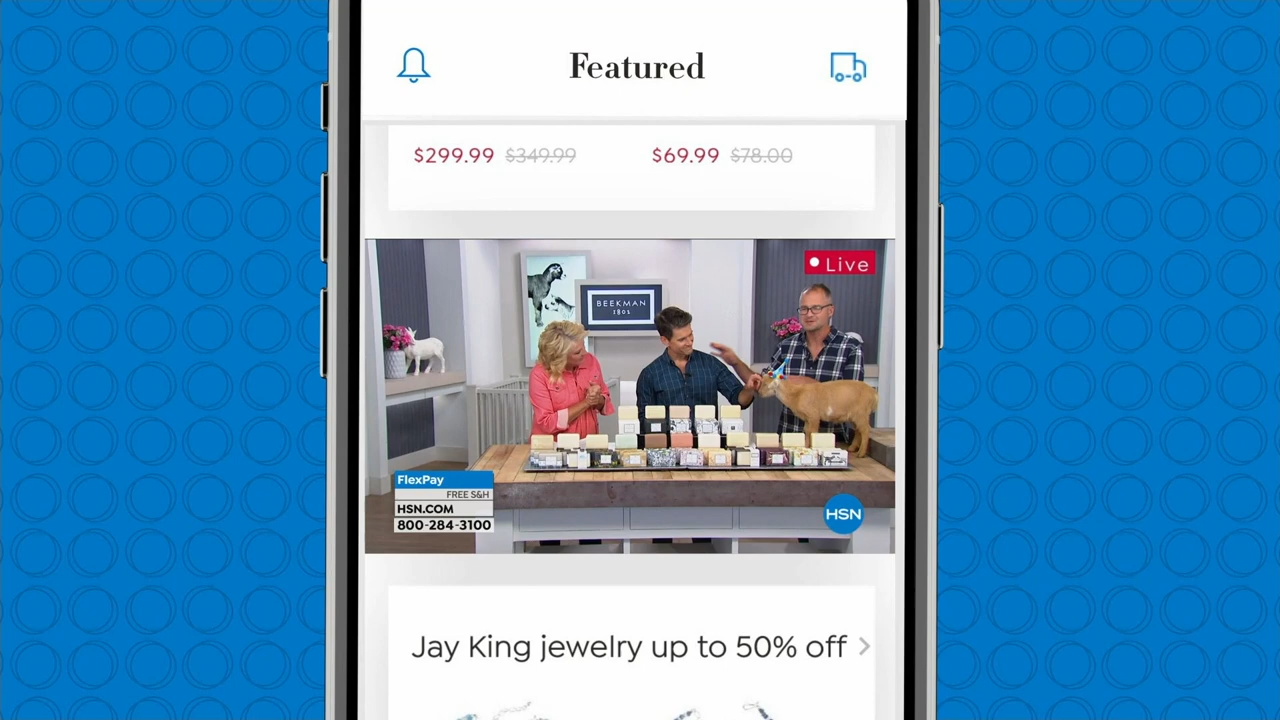 Featured
$299.99 $349.99 $69.99 $78.00
Live
BEEKMAN
1802
FlexPay
FREE S&H
HSN.COM
800-284-3100
HSN
Jay King jewelry up to 50% off